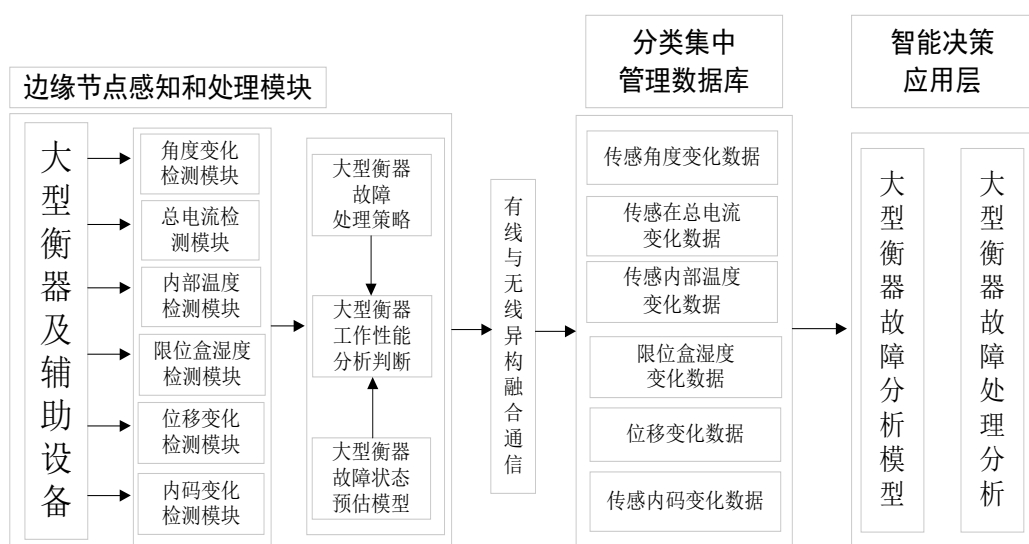 边缘节点感知和处理模块
大型衡器及辅助设备
角度变化
检测模块
总电流检
测模块
内部温度
检测模块
限位盒湿度
检测模块
位移变化
检测模块
内码变化
检测模块
大型衡器
故障
处理策略
大型衡器
工作性能
分析判断
大型衡器
故障状态
预估模型
有线与无线异构融合通信
分类集中
管理数据库
传感角度变化数据
传感在总电流
变化数据
传感内部温度
变化数据
限位盒湿度
变化数据
位移变化数据
传感内码变化数据
智能决策
应用层
大型衡器故障分析模型
大型衡器故障处理分析